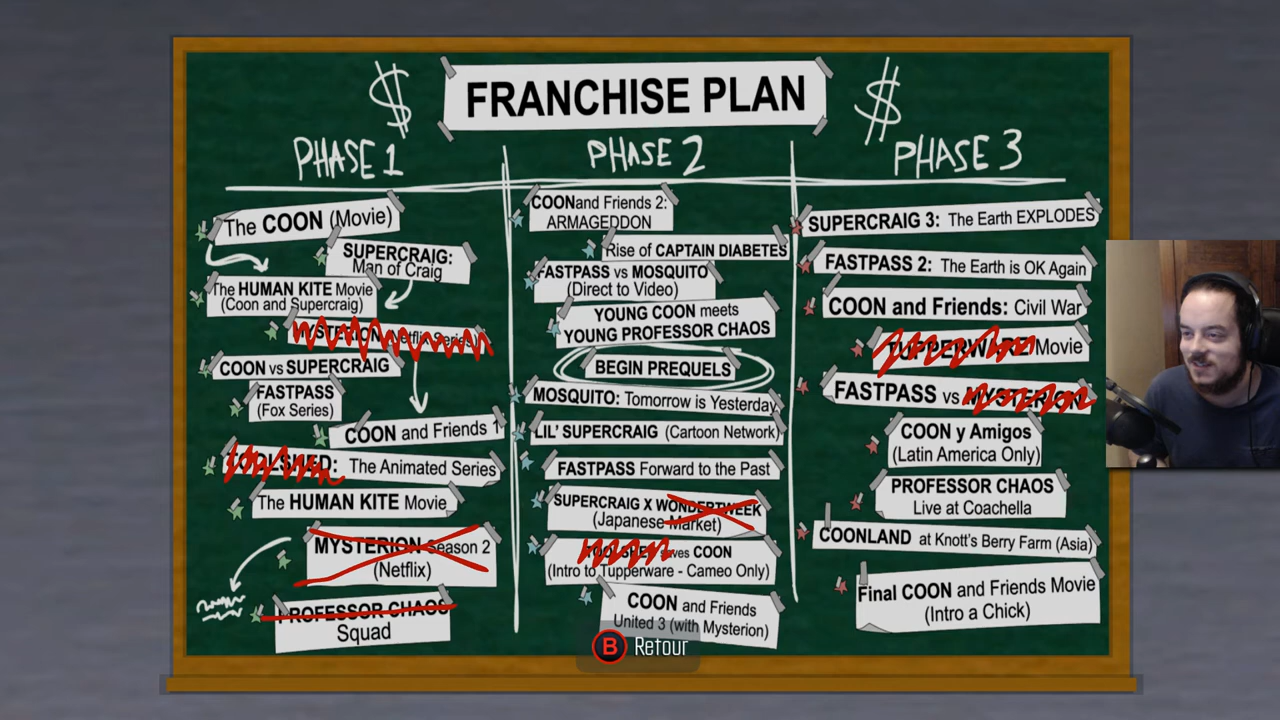 $ FRANCHISE PLAN $
PHASE 1
The COON (Movie)
SUPERCRAIG:
Man of Craig
The HUMAN KITE Movie
(Coon and Supercraig)
MYSTERION Netflix Series
COON vs SUPERCRAIG
FASTPASS
(Fox Series)
COON and Friends 1
TOOLSHED: The Animated Series
The HUMAN KITE Movie
MYSTERION Season 2
(Netflix)
PROFESSOR CHAOS
Squad
PHASE 2
COON and Friends 2:
ARMAGEDDON
Rise of CAPTAIN DIABETES
FASTPASS vs MOSQUITO
(Direct to Video)
YOUNG COON meets
YOUNG PROFESSOR CHAOS
BEGIN PREQUELS
MOSQUITO: Tomorrow is Yesterday
LIL' SUPERCRAIG (Cartoon Network)
FASTPASS Forward to the Past
SUPERCRAIG X WONDERTWEEK
(Japanese Market)
COON
(Intro to Tupperware - Cameo Only)
COON and Friends
United 3 (with Mysterion)
PHASE 3
SUPERCRAIG 3: The Earth EXPLODES
FASTPASS 2: The Earth is OK Again
COON and Friends: Civil War
TUPPERWARE Movie
FASTPASS vs MYSTERION
COON y Amigos
(Latin America Only)
PROFESSOR CHAOS
Live at Coachella
COONLAND at Knott's Berry Farm (Asia)
Final COON and Friends Movie
(Intro a Chick)
B Retour